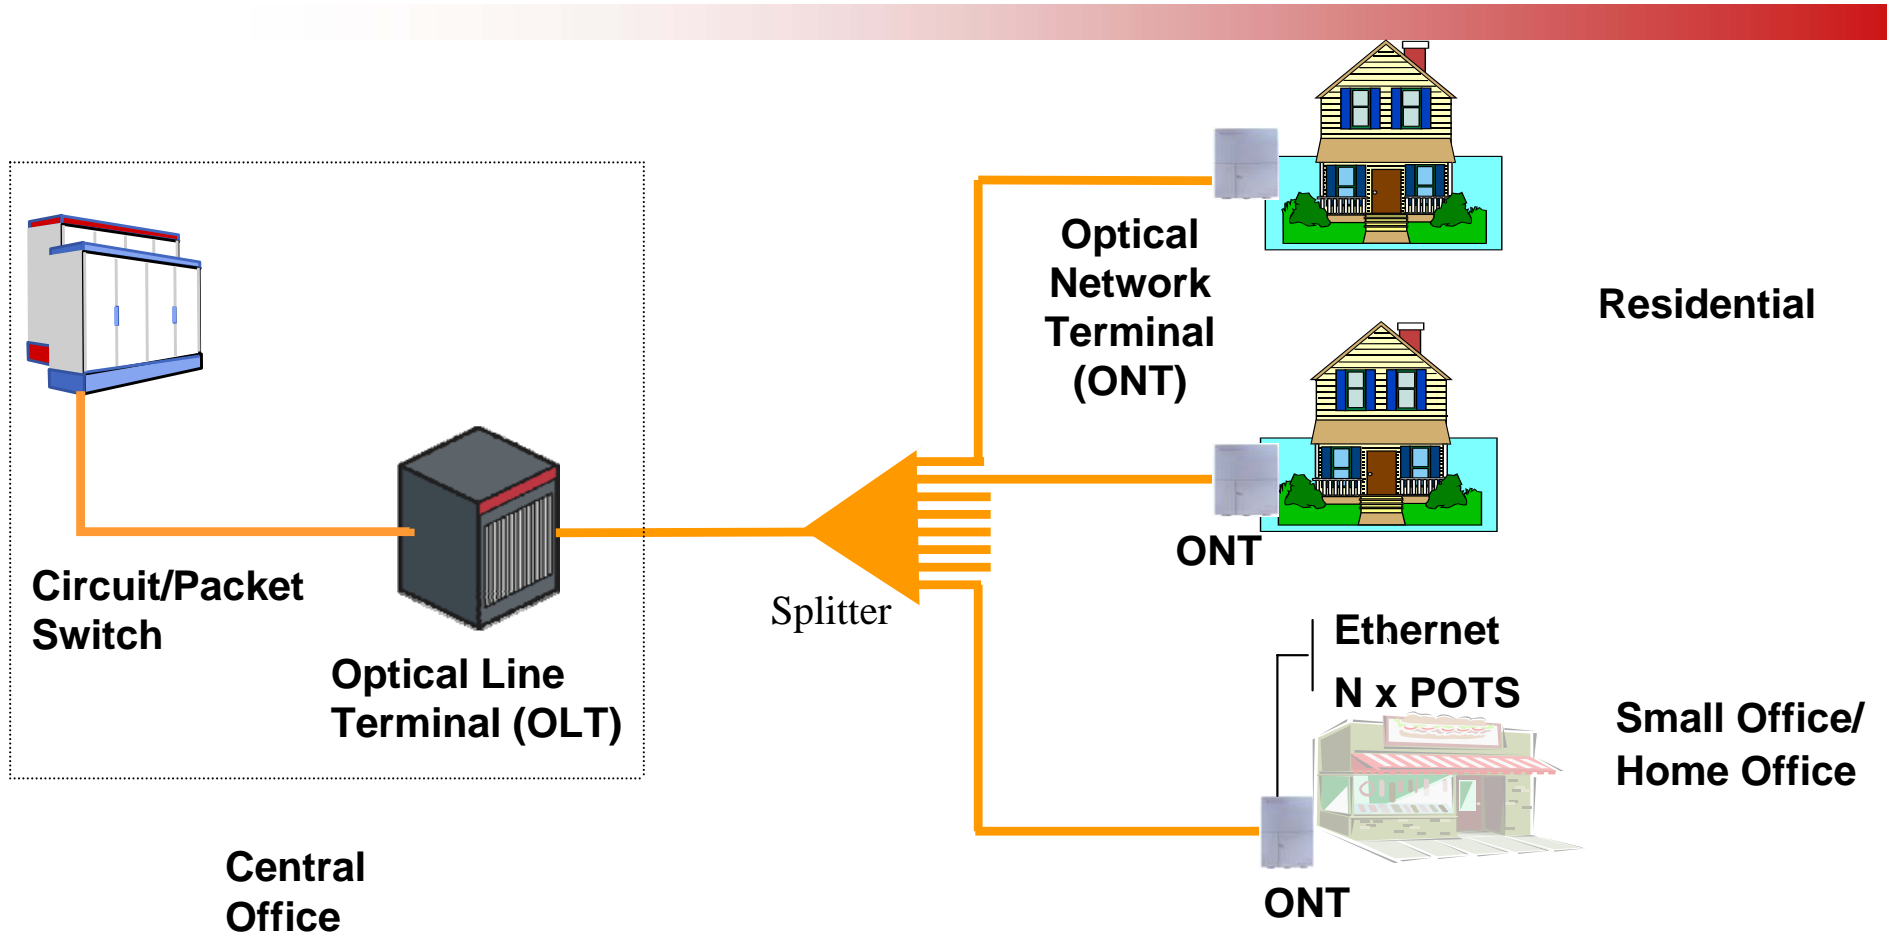 Optical
Network
Terminal
(ONT)
Residential
ONT
Circuit/Packet
Switch
Splitter
Optical Line
Terminal (OLT)
Ethernet
N x POTS
Small Office/
Home Office
Central
Office
ONT